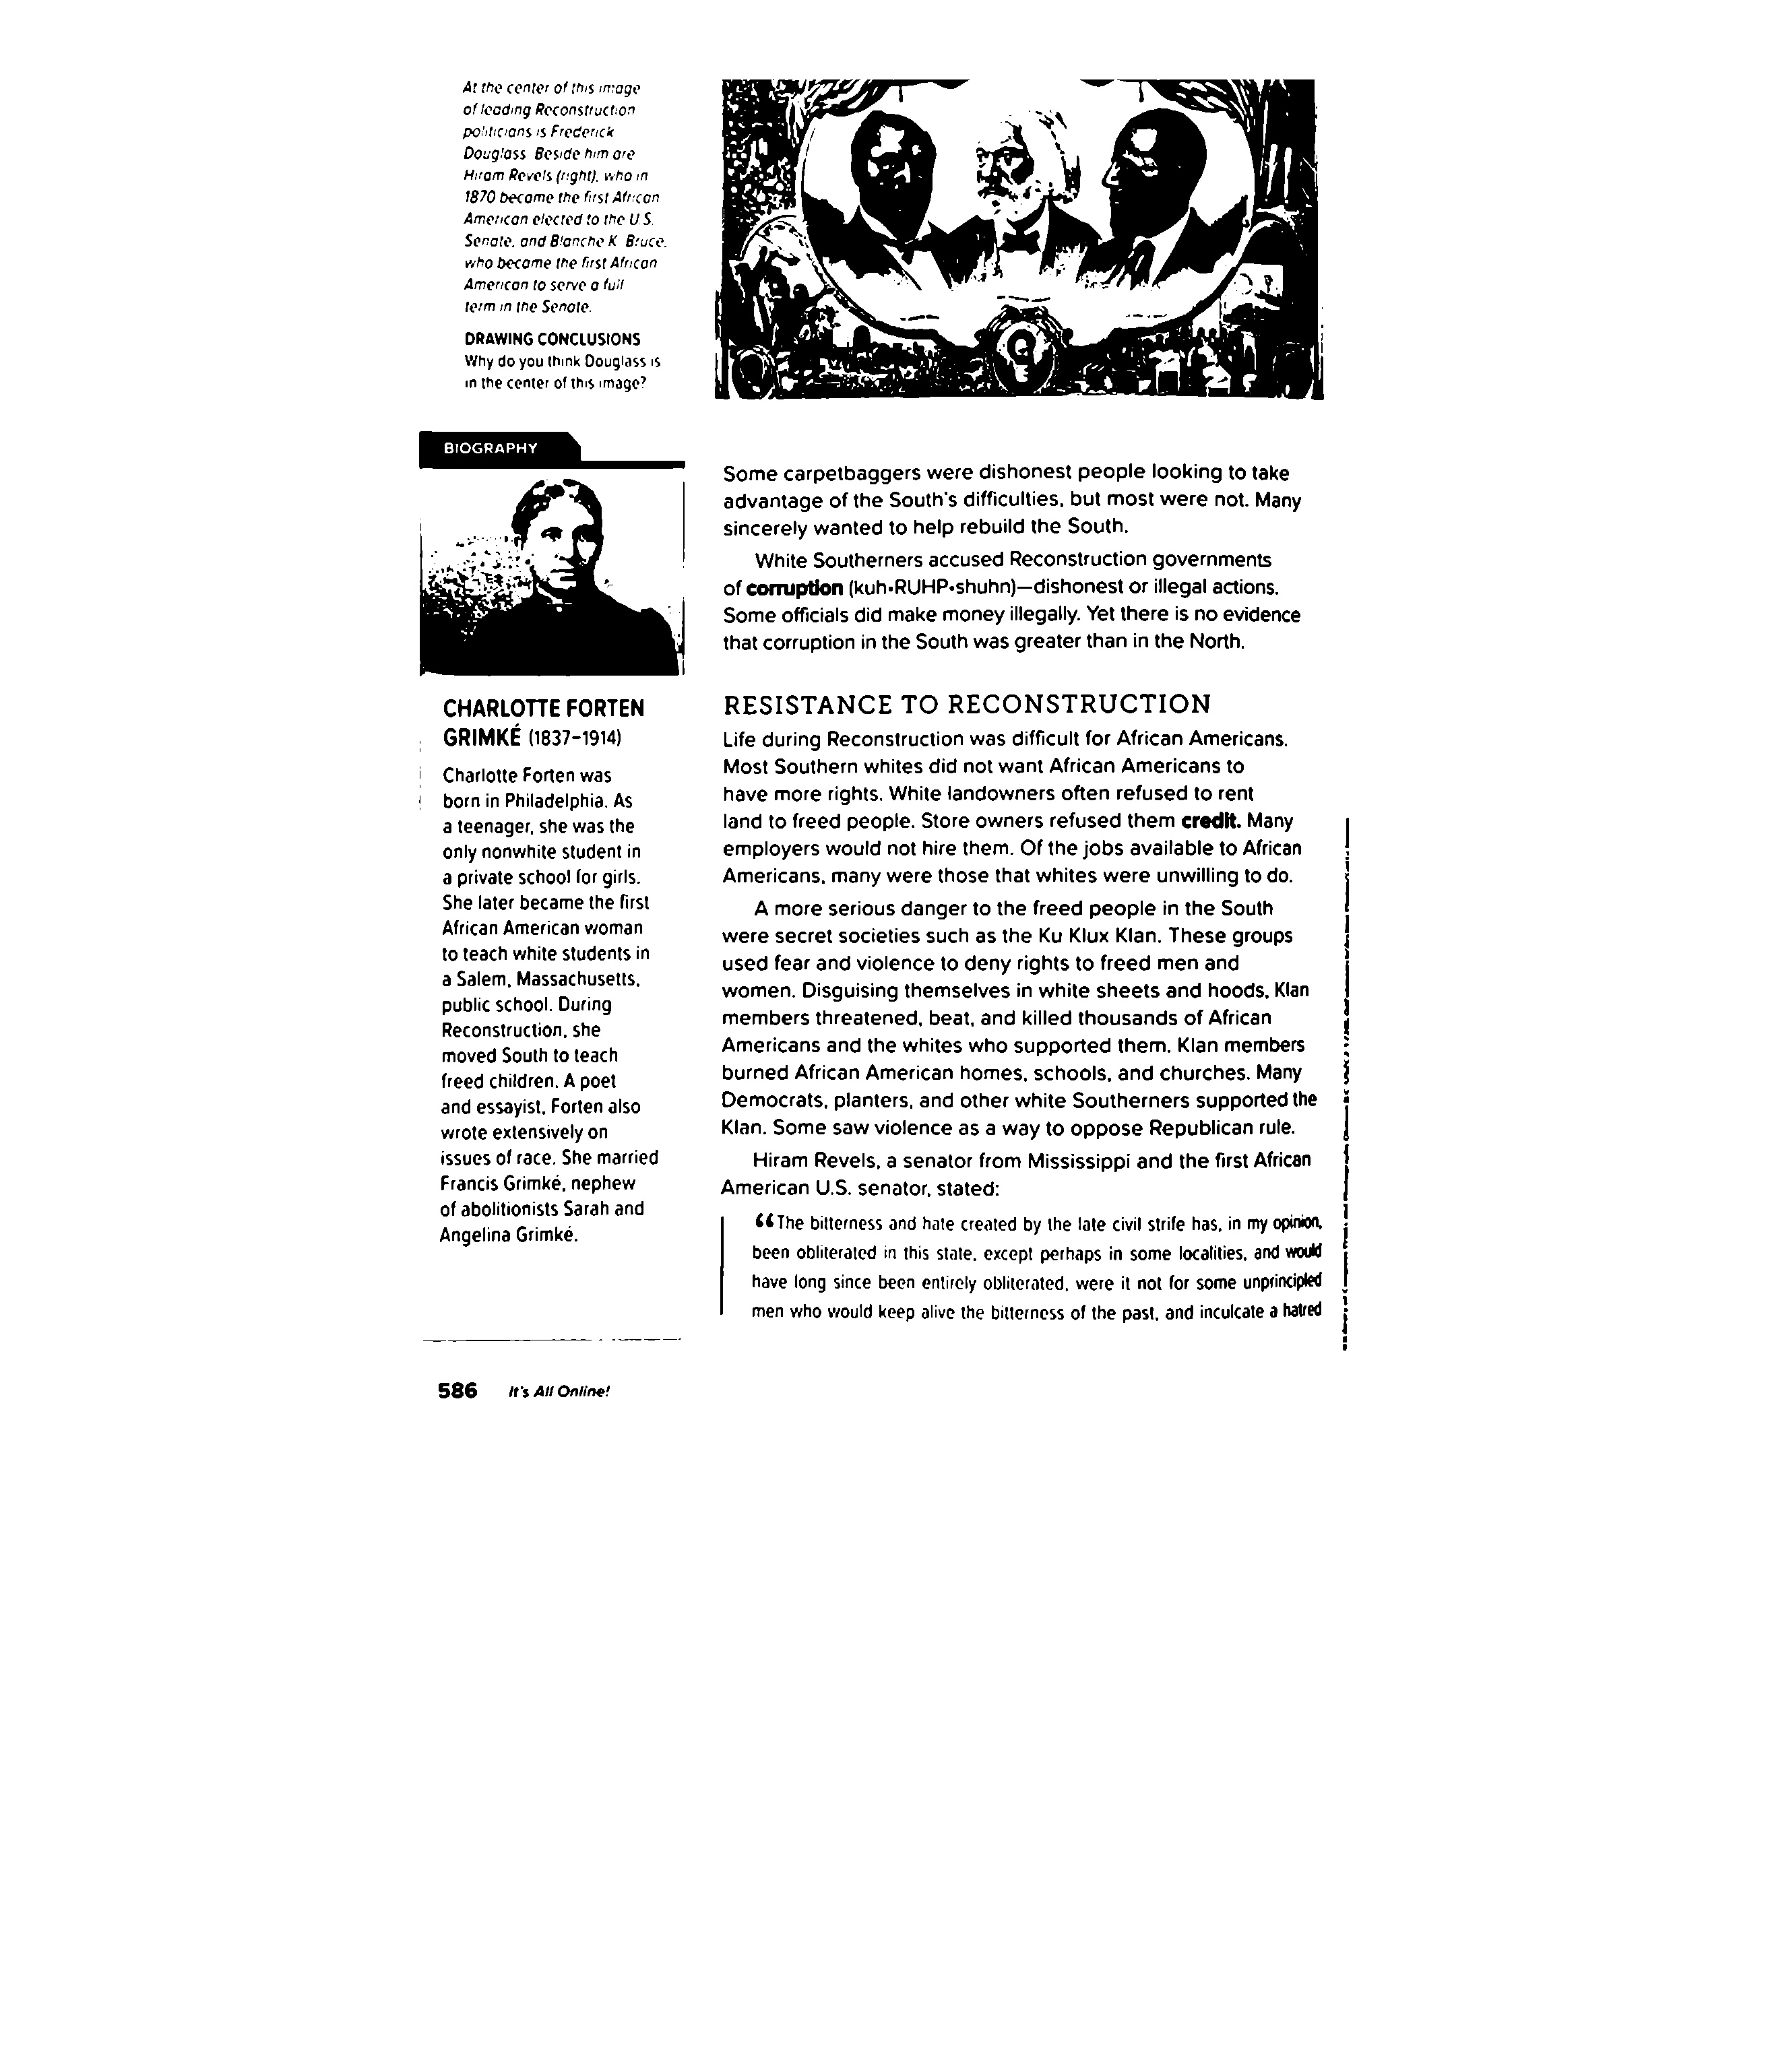 At the center of this image
of leading Reconstruction
politicians is Frederick
Douglass Beside him are
Hiram Revels (right), who in
1870 became the first African
American elected to the U S.
Senate, and Blanche K Bruce,
who became the first African
American to serve a full
term in the Senate.
DRAWING CONCLUSIONS
Why do you think Douglass is
in the center of this image?
BIOGRAPHY
CHARLOTTE FORTEN
GRIMKÉ (1837–1914)
Charlotte Forten was
born in Philadelphia. As
a teenager, she was the
only nonwhite student in
a private school for girls.
She later became the first
African American woman
to teach white students in
a Salem, Massachusetts,
public school. During
Reconstruction, she
moved South to teach
freed children. A poet
and essayist, Forten also
wrote extensively on
issues of race. She married
Francis Grimké, nephew
of abolitionists Sarah and
Angelina Grimké.
Some carpetbaggers were dishonest people looking to take
advantage of the South's difficulties, but most were not. Many
sincerely wanted to help rebuild the South.
White Southerners accused Reconstruction governments
of corruption (kuh•RUHP•shuhn)—dishonest or illegal actions.
Some officials did make money illegally. Yet there is no evidence
that corruption in the South was greater than in the North.
RESISTANCE TO RECONSTRUCTION
Life during Reconstruction was difficult for African Americans.
Most Southern whites did not want African Americans to
have more rights. White landowners often refused to rent
land to freed people. Store owners refused them credit. Many
employers would not hire them. Of the jobs available to African
Americans, many were those that whites were unwilling to do.
A more serious danger to the freed people in the South
were secret societies such as the Ku Klux Klan. These groups
used fear and violence to deny rights to freed men and
women. Disguising themselves in white sheets and hoods, Klan
members threatened, beat, and killed thousands of African
Americans and the whites who supported them. Klan members
burned African American homes, schools, and churches. Many
Democrats, planters, and other white Southerners supported the
Klan. Some saw violence as a way to oppose Republican rule.
Hiram Revels, a senator from Mississippi and the first African
American U.S. senator, stated:
“The bitterness and hate created by the late civil strife has, in my opinion,
been obliterated in this state, except perhaps in some localities, and would
have long since been entirely obliterated, were it not for some unprincipled
men who would keep alive the bitterness of the past, and inculcate a hatred
586 It's All Online!